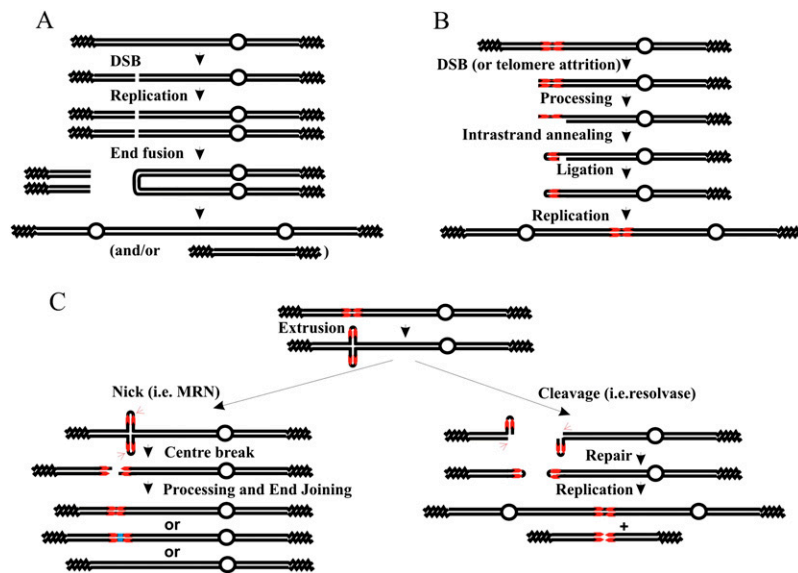 A
DSB
Replication
End fusion
(and/or )
B
DSB (or telomere attrition)
Processing
Intrastrand annealing
Ligation
Replication
C
Extrusion
Nick (i.e. MRN)
Centre break
Processing and End Joining
or
or
Cleavage (i.e.resolvase)
Repair
Replication
+